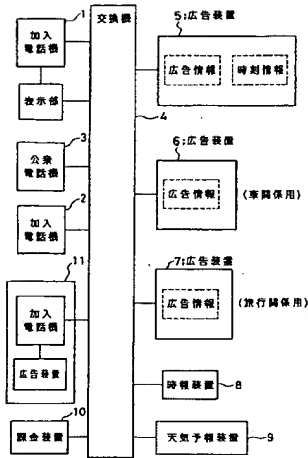 1
加入
電話機
表示部
3
公衆
電話機
2
加入
電話機
11
加入
電話機
広告装置
10
課金装置
交換機
4
5:広告装置
広告情報
時刻情報
6:広告装置
広告情報
(車関係用)
7:広告装置
広告情報
(旅行関係用)
時報装置
8
天気予報装置
9